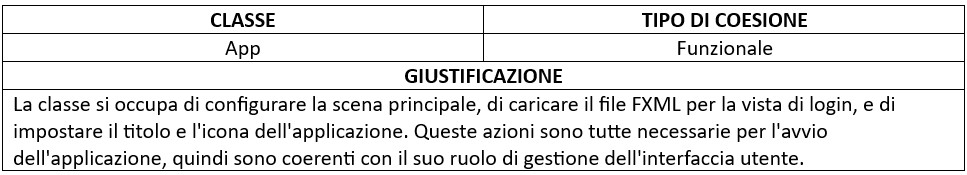 CLASSE TIPO DI COESIONE
App Funzionale
GIUSTIFICAZIONE
La classe si occupa di configurare la scena principale, di caricare il file FXML per la vista di login, e di
impostare il titolo e l'icona dell'applicazione. Queste azioni sono tutte necessarie per l'avvio
dell'applicazione, quindi sono coerenti con il suo ruolo di gestione dell'interfaccia utente.